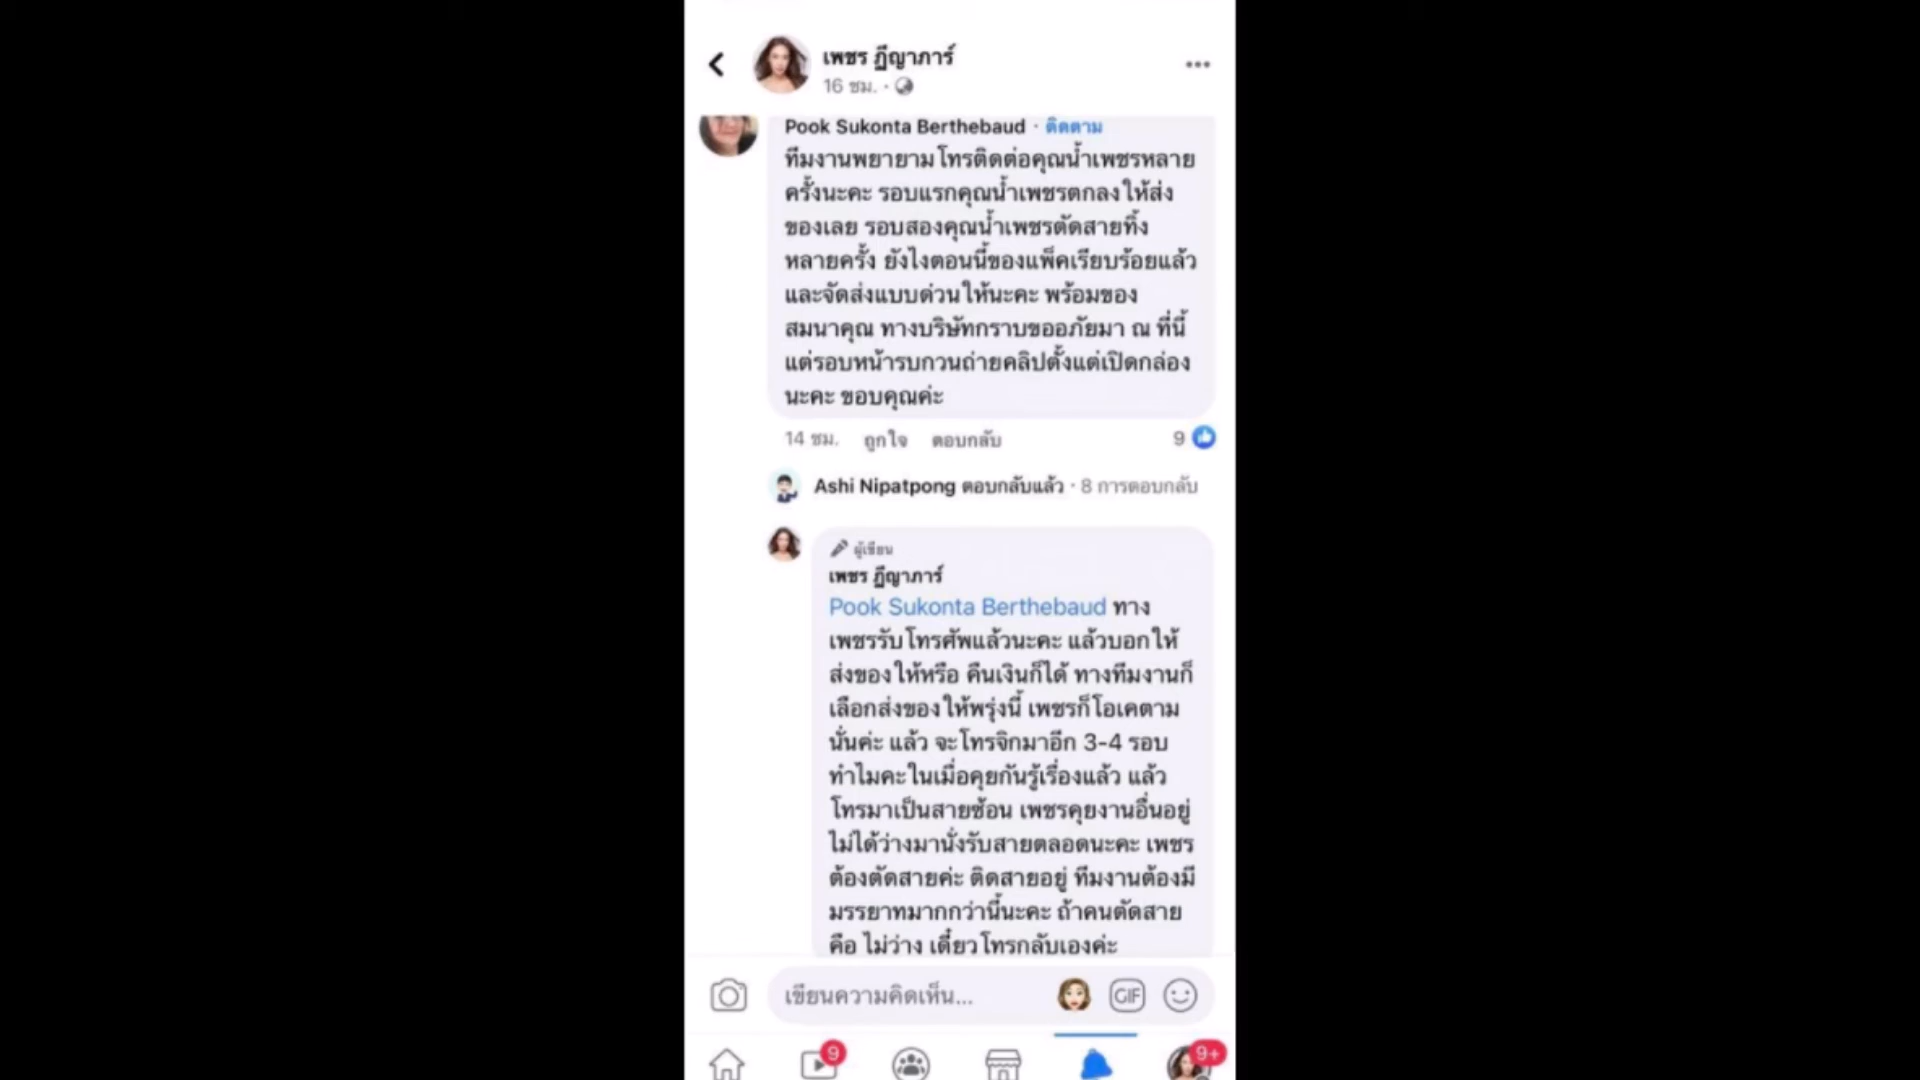 เพชร ฎีญาภาร์
16 ชม. ·
Pook Sukonta Berthebaud · ติดตาม
ทีมงานพยายามโทรติดต่อคุณน้ำเพชรหลาย
ครั้งนะคะ รอบแรกคุณน้ำเพชรตกลงให้ส่ง
ของเลย รอบสองคุณน้ำเพชรตัดสายทิ้ง
หลายครั้ง ยังไงตอนนี้ของแพ็คเรียบร้อยแล้ว
และจัดส่งแบบด่วนให้นะคะ พร้อมของ
สมนาคุณ ทางบริษัทกราบขออภัยมา ณ ที่นี้
แต่รอบหน้ารบกวนถ่ายคลิปตั้งแต่เปิดกล่อง
นะคะ ขอบคุณค่ะ
14 ชม. ถูกใจ ตอบกลับ 9
Ashi Nipatpong ตอบกลับแล้ว · 8 การตอบกลับ
ผู้เขียน
เพชร ฎีญาภาร์
Pook Sukonta Berthebaud ทาง
เพชรรับโทรศัพแล้วนะคะ แล้วบอกให้
ส่งของให้หรือ คืนเงินก็ได้ ทางทีมงานก็
เลือกส่งของให้พรุ่งนี้ เพชรก็โอเคตาม
นั่นค่ะ แล้ว จะโทรจิกมาอีก 3-4 รอบ
ทำไมคะในเมื่อคุยกันรู้เรื่องแล้ว แล้ว
โทรมาเป็นสายซ้อน เพชรคุยงานอื่นอยู่
ไม่ได้ว่างมานั่งรับสายตลอดนะคะ เพชร
ต้องตัดสายค่ะ ติดสายอยู่ ทีมงานต้องมี
มรรยาทมากกว่านี้นะคะ ถ้าคนตัดสาย
คือ ไม่ว่าง เดี๋ยวโทรกลับเองค่ะ
เขียนความคิดเห็น... GIF
9 9+